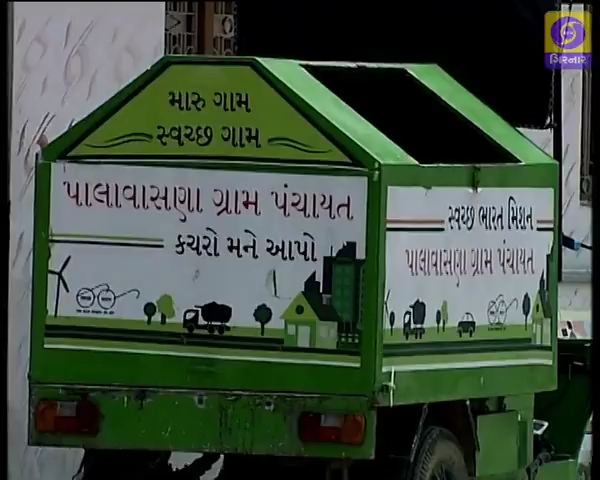 ગિરનાર
મારુ ગામ
સ્વચ્છ ગામ
પાલાવાસણા ગ્રામ પંચાયત
કચરો મને આપો
સ્વચ્છ ભારત મિશન
પાલાવાસણા ગ્રામ પંચાયત